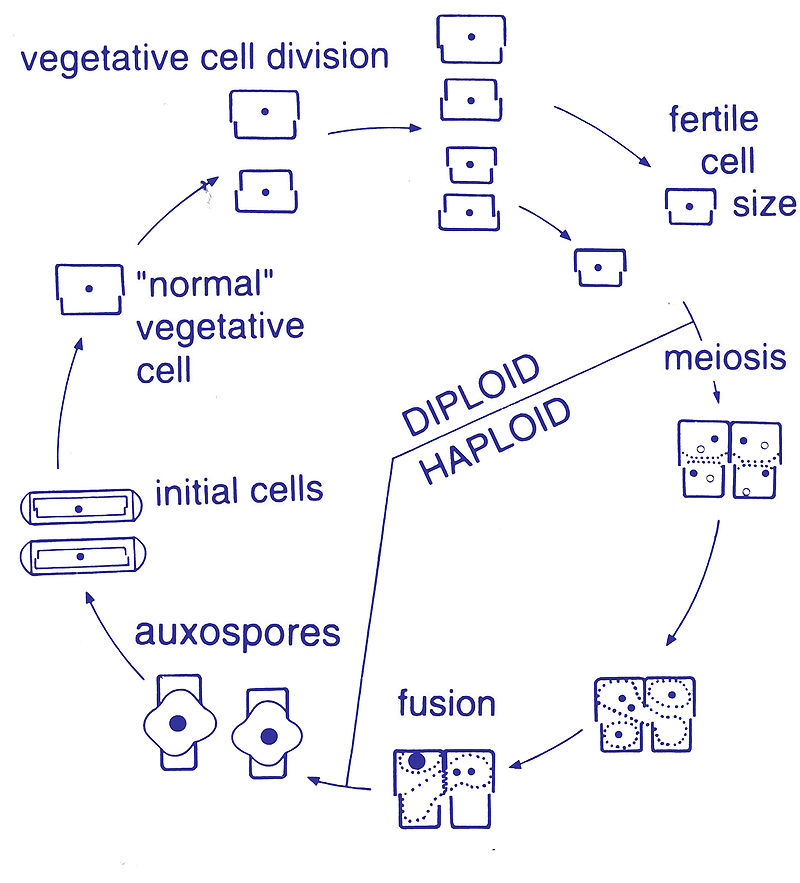 vegetative cell division
fertile
cell
size
"normal"
vegetative
cell
meiosis
DIPLOID
HAPLOID
initial cells
auxospores
fusion